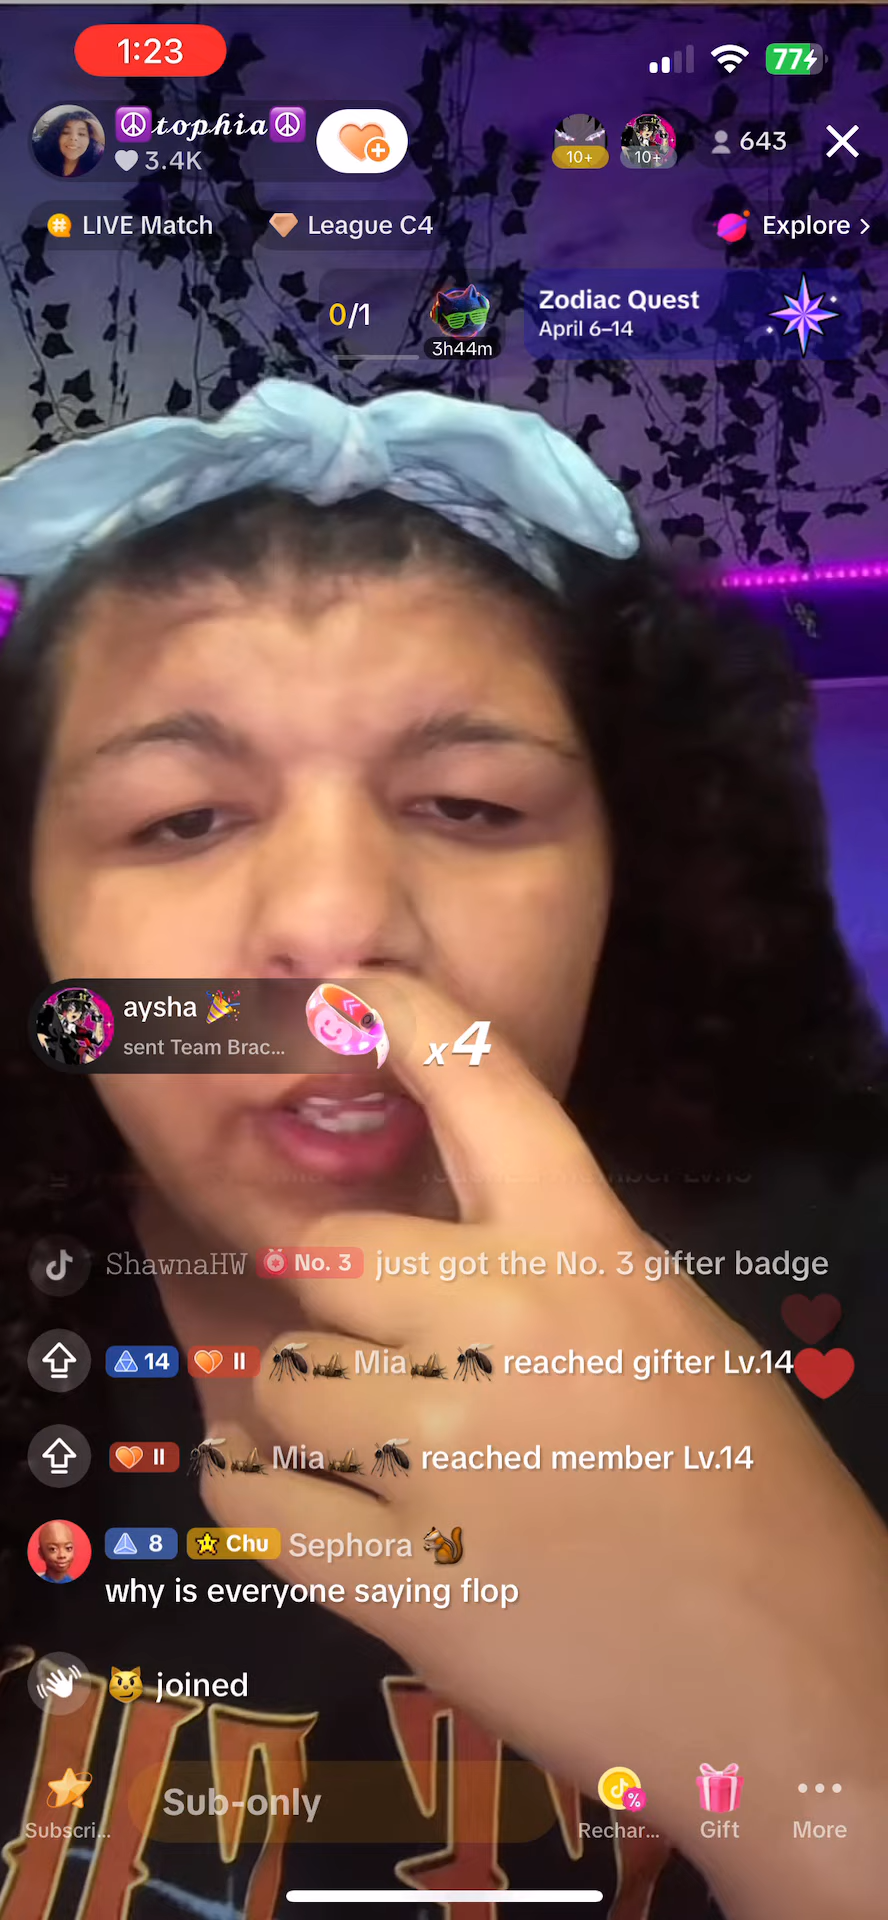 1:23
77
☮️tophia☮️
3.4K
10+
10+
643
LIVE Match
League C4
Explore >
0/1
3h44m
Zodiac Quest
April 6–14
aysha 🎉
sent Team Brac...
x4
ShawnaHW No. 3 just got the No. 3 gifter badge
14 II 🦟🦗Mia🦗🦟 reached gifter Lv.14
II 🦟🦗Mia🦗🦟 reached member Lv.14
8 Chu Sephora 🐿️
why is everyone saying flop
😼 joined
Subscri...
Sub-only
Rechar...
Gift
More